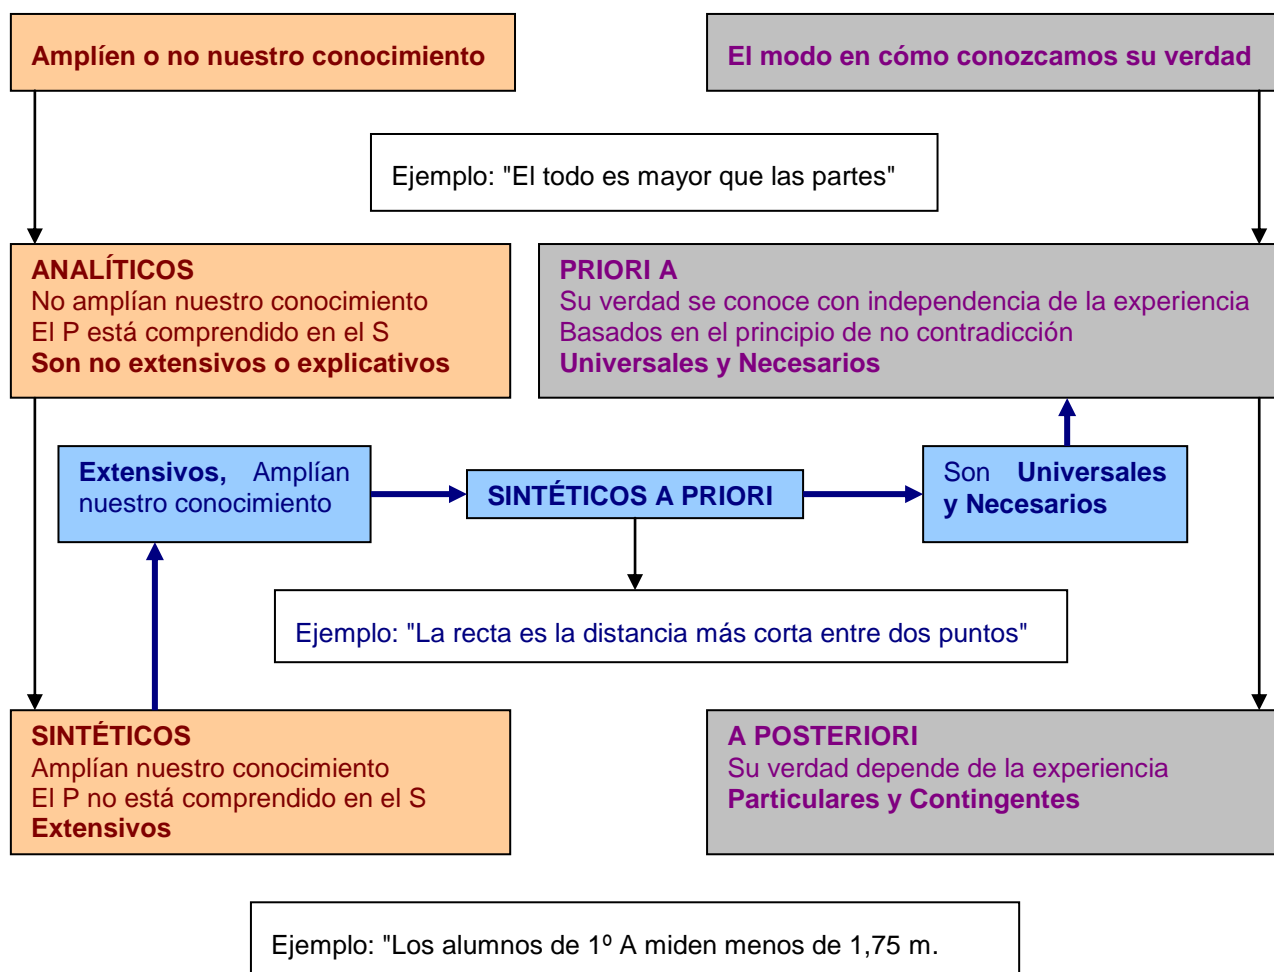 Amplíen o no nuestro conocimiento
El modo en cómo conozcamos su verdad
Ejemplo: "El todo es mayor que las partes"
ANALÍTICOS
No amplían nuestro conocimiento
El P está comprendido en el S
Son no extensivos o explicativos
PRIORI A
Su verdad se conoce con independencia de la experiencia
Basados en el principio de no contradicción
Universales y Necesarios
Extensivos, Amplían
nuestro conocimiento
SINTÉTICOS A PRIORI
Son Universales
y Necesarios
Ejemplo: "La recta es la distancia más corta entre dos puntos"
SINTÉTICOS
Amplían nuestro conocimiento
El P no está comprendido en el S
Extensivos
A POSTERIORI
Su verdad depende de la experiencia
Particulares y Contingentes
Ejemplo: "Los alumnos de 1º A miden menos de 1,75 m.